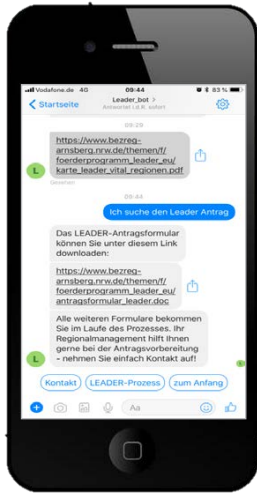 Vodafone.de 4G 09:44 83 %
Startseite
Leader_bot >
Antwortet i.d.R. sofort
09:29
https://www.bezreg-
arnsberg.nrw.de/themen/f/
foerderprogramm_leader_eu/
karte_leader_vital_regionen.pdf
L
Gesehen
09:44
Ich suche den Leader Antrag
Das LEADER-Antragsformular
können Sie unter diesem Link
downloaden:
https://www.bezreg-
arnsberg.nrw.de/themen/f/
foerderprogramm_leader_eu/
antragsformular_leader.doc
Alle weiteren Formulare bekommen
Sie im Laufe des Prozesses. Ihr
Regionalmanagement hilft Ihnen
gerne bei der Antragsvorbereitung
- nehmen Sie einfach Kontakt auf!
L
Kontakt LEADER-Prozess zum Anfang
Aa